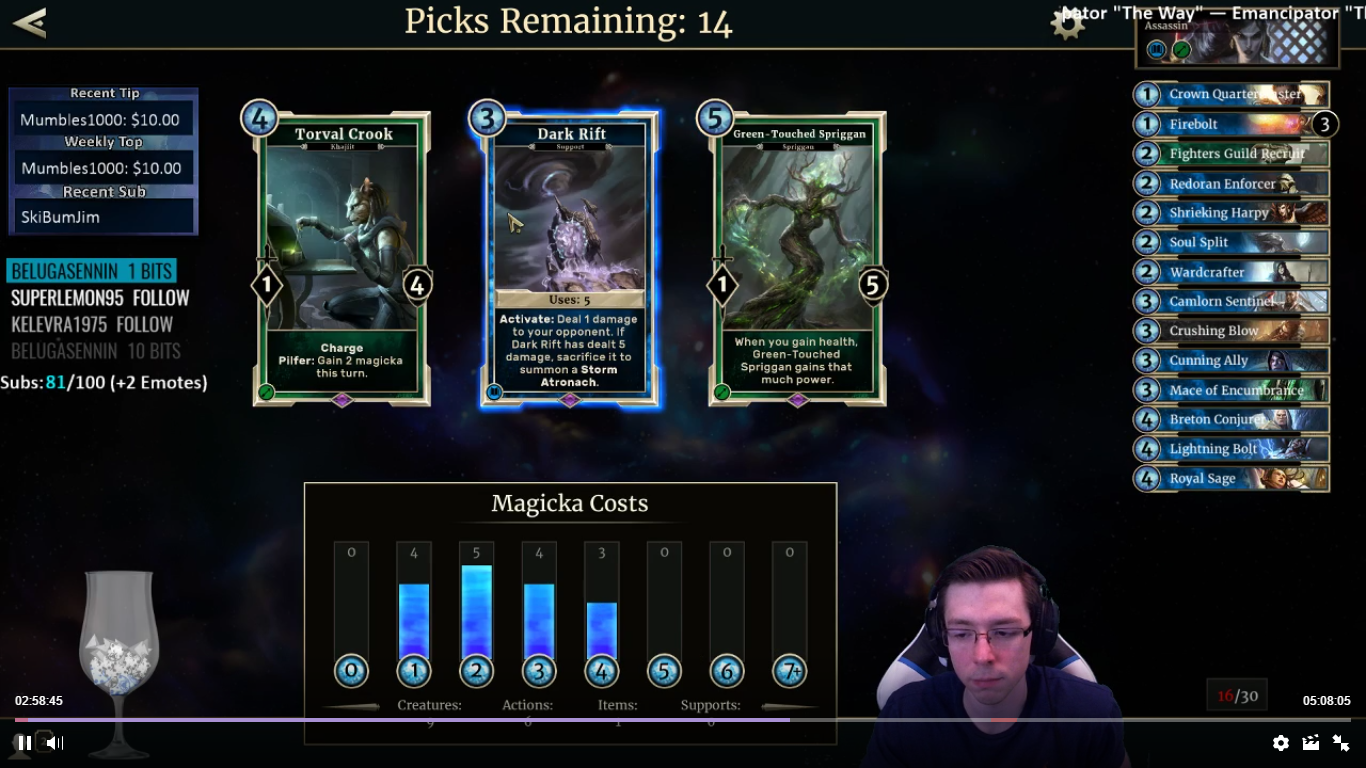 Picks Remaining: 14
pator "The Way" — Emancipator "T
Assassin
Recent Tip
Mumbles1000: $10.00
Weekly Top
Mumbles1000: $10.00
Recent Sub
SkiBumJim
BELUGASENNIN 1 BITS
SUPERLEMON95 FOLLOW
KELEVRA1975 FOLLOW
BELUGASENNIN 10 BITS
Subs:81/100 (+2 Emotes)
4
Torval Crook
Khajiit
1
4
Charge
Pilfer: Gain 2 magicka
this turn.
3
Dark Rift
Support
Uses: 5
Activate: Deal 1 damage
to your opponent. If
Dark Rift has dealt 5
damage, sacrifice it to
summon a Storm
Atronach.
5
Green-Touched Spriggan
Spriggan
1
5
When you gain health,
Green-Touched
Spriggan gains that
much power.
1 Crown Quartermaster
1 Firebolt 3
2 Fighters Guild Recruit
2 Redoran Enforcer
2 Shrieking Harpy
2 Soul Split
2 Wardcrafter
3 Camlorn Sentinel
3 Crushing Blow
3 Cunning Ally
3 Mace of Encumbrance
4 Breton Conjurer
4 Lightning Bolt
4 Royal Sage
Magicka Costs
0 4 5 4 3 0 0 0
0 1 2 3 4 5 6 7+
Creatures: Actions: Items: Supports:
9 6 1 0
16/30
02:58:45
05:08:05